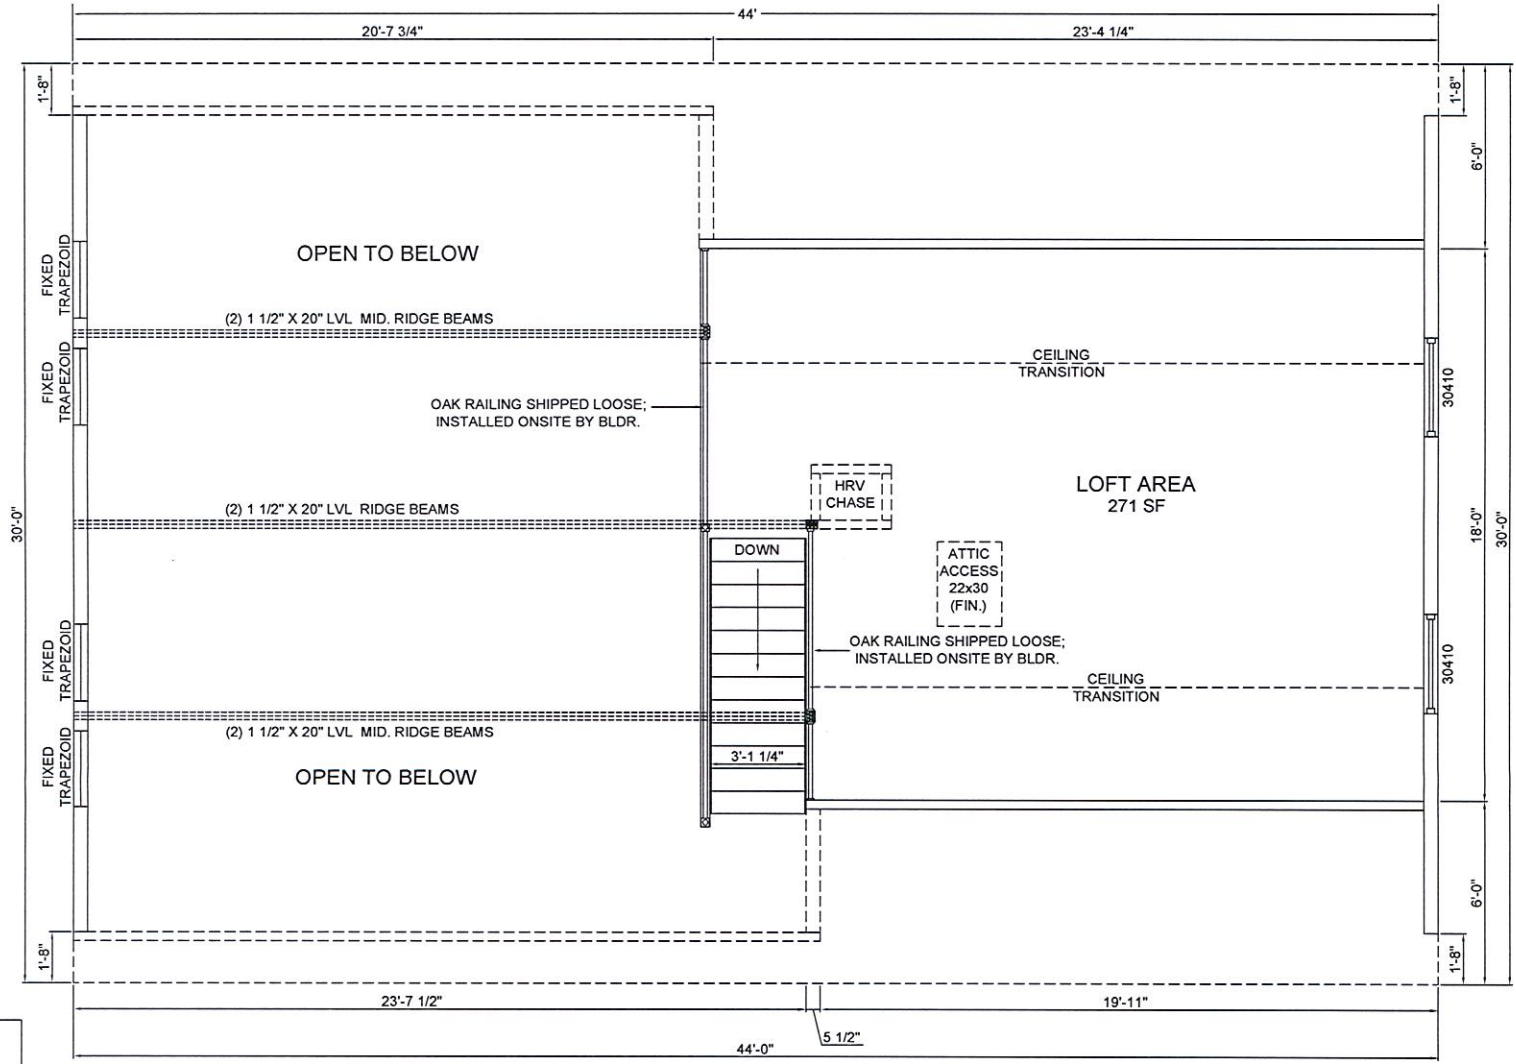 44'
20'-7 3/4"
23'-4 1/4"
1'-8"
1'-8"
6'-0"
OPEN TO BELOW
FIXED
TRAPEZOID
(2) 1 1/2" X 20" LVL  MID. RIDGE BEAMS
CEILING
TRANSITION
FIXED
TRAPEZOID
30410
OAK RAILING SHIPPED LOOSE;
INSTALLED ONSITE BY BLDR.
HRV
CHASE
LOFT AREA
271 SF
(2) 1 1/2" X 20" LVL  RIDGE BEAMS
30'-0"
18'-0"
30'-0"
DOWN
ATTIC
ACCESS
22x30
(FIN.)
OAK RAILING SHIPPED LOOSE;
INSTALLED ONSITE BY BLDR.
FIXED
TRAPEZOID
30410
CEILING
TRANSITION
(2) 1 1/2" X 20" LVL  MID. RIDGE BEAMS
FIXED
TRAPEZOID
3'-1 1/4"
OPEN TO BELOW
6'-0"
1'-8"
1'-8"
23'-7 1/2"
19'-11"
5 1/2"
44'-0"